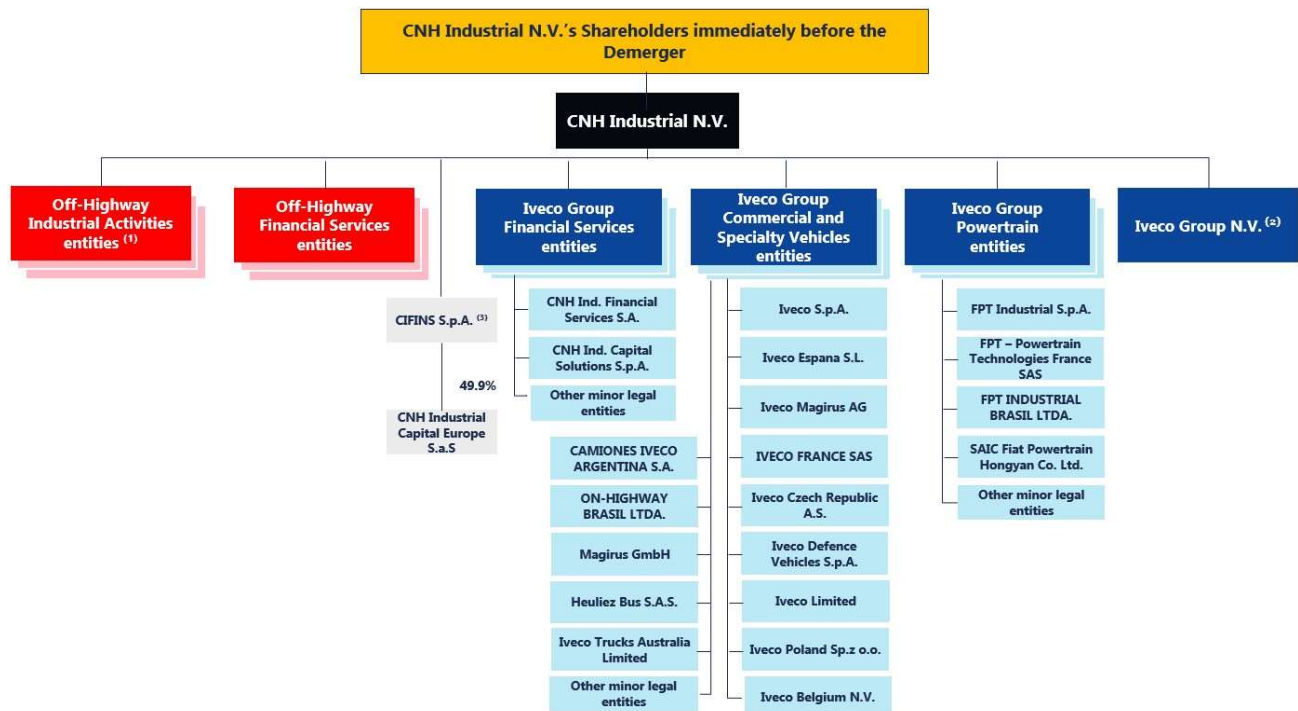 CNH Industrial N.V.'s Shareholders immediately before the
Demerger
CNH Industrial N.V.
Off-Highway
Industrial Activities
entities (1)
Off-Highway
Financial Services
entities
Iveco Group
Financial Services
entities
Iveco Group
Commercial and
Specialty Vehicles
entities
Iveco Group
Powertrain
entities
Iveco Group N.V. (2)
CIFINS S.p.A. (3)
49.9%
CNH Industrial
Capital Europe
S.a.S
CNH Ind. Financial
Services S.A.
CNH Ind. Capital
Solutions S.p.A.
Other minor legal
entities
CAMIONES IVECO
ARGENTINA S.A.
ON-HIGHWAY
BRASIL LTDA.
Magirus GmbH
Heuliez Bus S.A.S.
Iveco Trucks Australia
Limited
Other minor legal
entities
Iveco S.p.A.
Iveco Espana S.L.
Iveco Magirus AG
IVECO FRANCE SAS
Iveco Czech Republic
A.S.
Iveco Defence
Vehicles S.p.A.
Iveco Limited
Iveco Poland Sp.z o.o.
Iveco Belgium N.V.
FPT Industrial S.p.A.
FPT – Powertrain
Technologies France
SAS
FPT INDUSTRIAL
BRASIL LTDA.
SAIC Fiat Powertrain
Hongyan Co. Ltd.
Other minor legal
entities